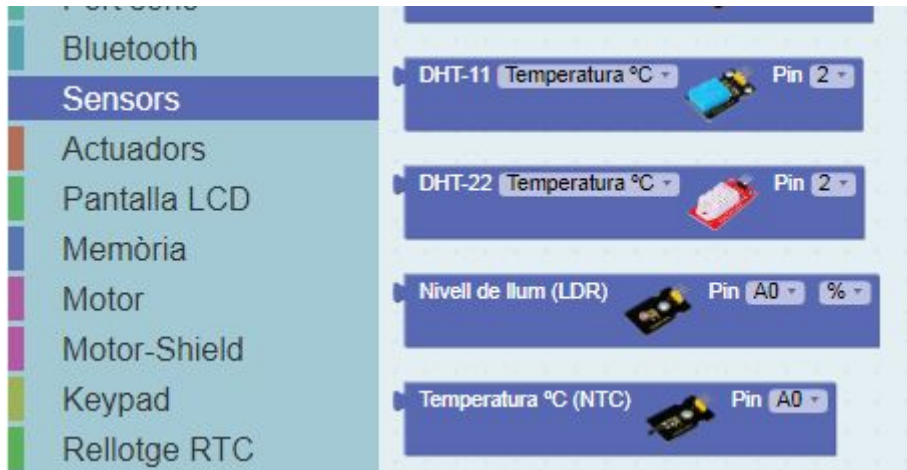 Bluetooth
Sensors
Actuadors
Pantalla LCD
Memòria
Motor
Motor-Shield
Keypad
Rellotge RTC
DHT-11 Temperatura ºC Pin 2
DHT-22 Temperatura ºC Pin 2
Nivell de llum (LDR) Pin A0 %
Temperatura ºC (NTC) Pin A0